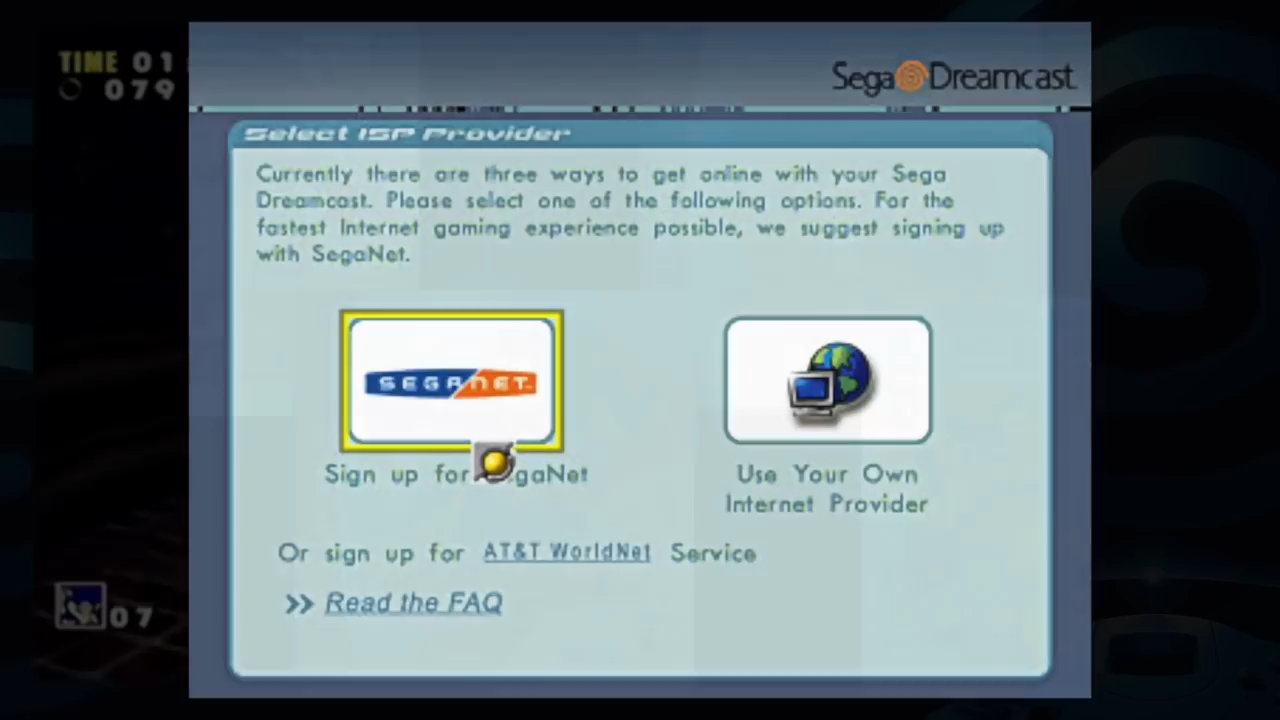 TIME 01:
079
Sega Dreamcast
Select ISP Provider
Currently there are three ways to get online with your Sega
Dreamcast. Please select one of the following options. For the
fastest Internet gaming experience possible, we suggest signing up
with SegaNet.
SEGANET
Sign up for SegaNet
Use Your Own
Internet Provider
Or sign up for AT&T WorldNet Service
>> Read the FAQ
07